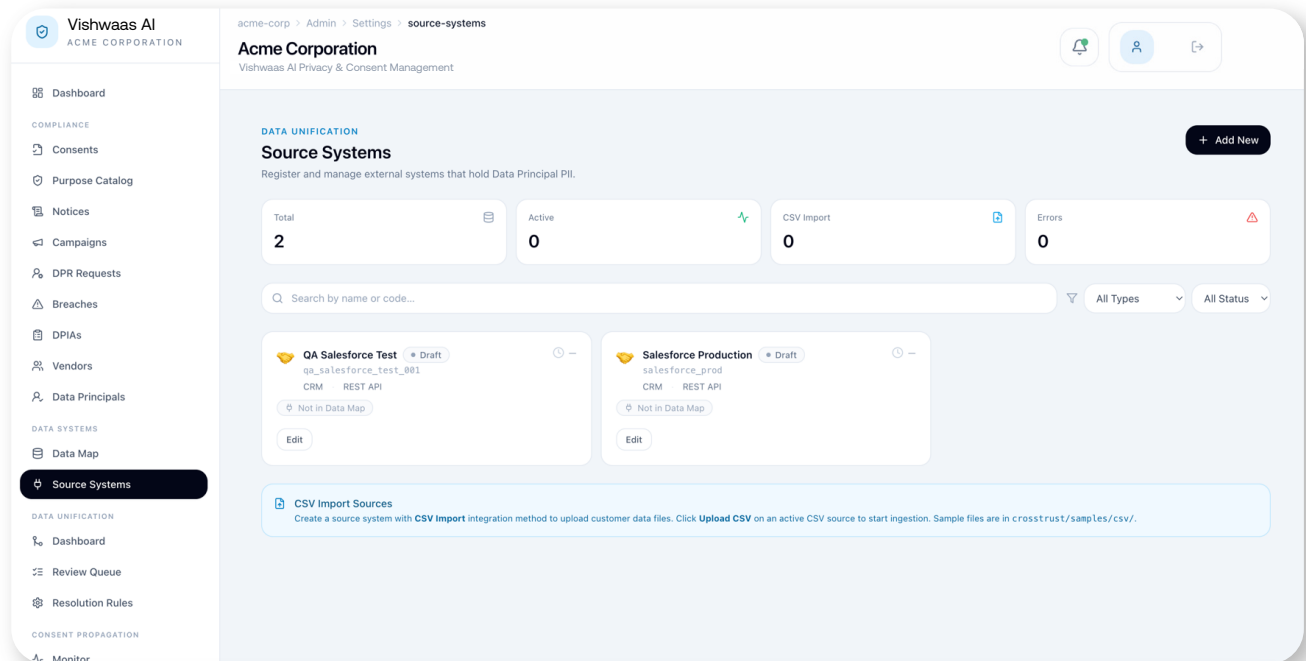 Vishwaas AI
ACME CORPORATION
Dashboard
COMPLIANCE
Consents
Purpose Catalog
Notices
Campaigns
DPR Requests
Breaches
DPIAs
Vendors
Data Principals
DATA SYSTEMS
Data Map
Source Systems
DATA UNIFICATION
Dashboard
Review Queue
Resolution Rules
CONSENT PROPAGATION
Monitor
acme-corp > Admin > Settings > source-systems
Acme Corporation
Vishwaas AI Privacy & Consent Management
DATA UNIFICATION
Source Systems
Register and manage external systems that hold Data Principal PII.
+ Add New
Total
2
Active
0
CSV Import
0
Errors
0
Search by name or code...
All Types
All Status
QA Salesforce Test • Draft
qa_salesforce_test_001
CRM REST API
Not in Data Map
Edit
Salesforce Production • Draft
salesforce_prod
CRM REST API
Not in Data Map
Edit
CSV Import Sources
Create a source system with CSV Import integration method to upload customer data files. Click Upload CSV on an active CSV source to start ingestion. Sample files are in crosstrust/samples/csv/.